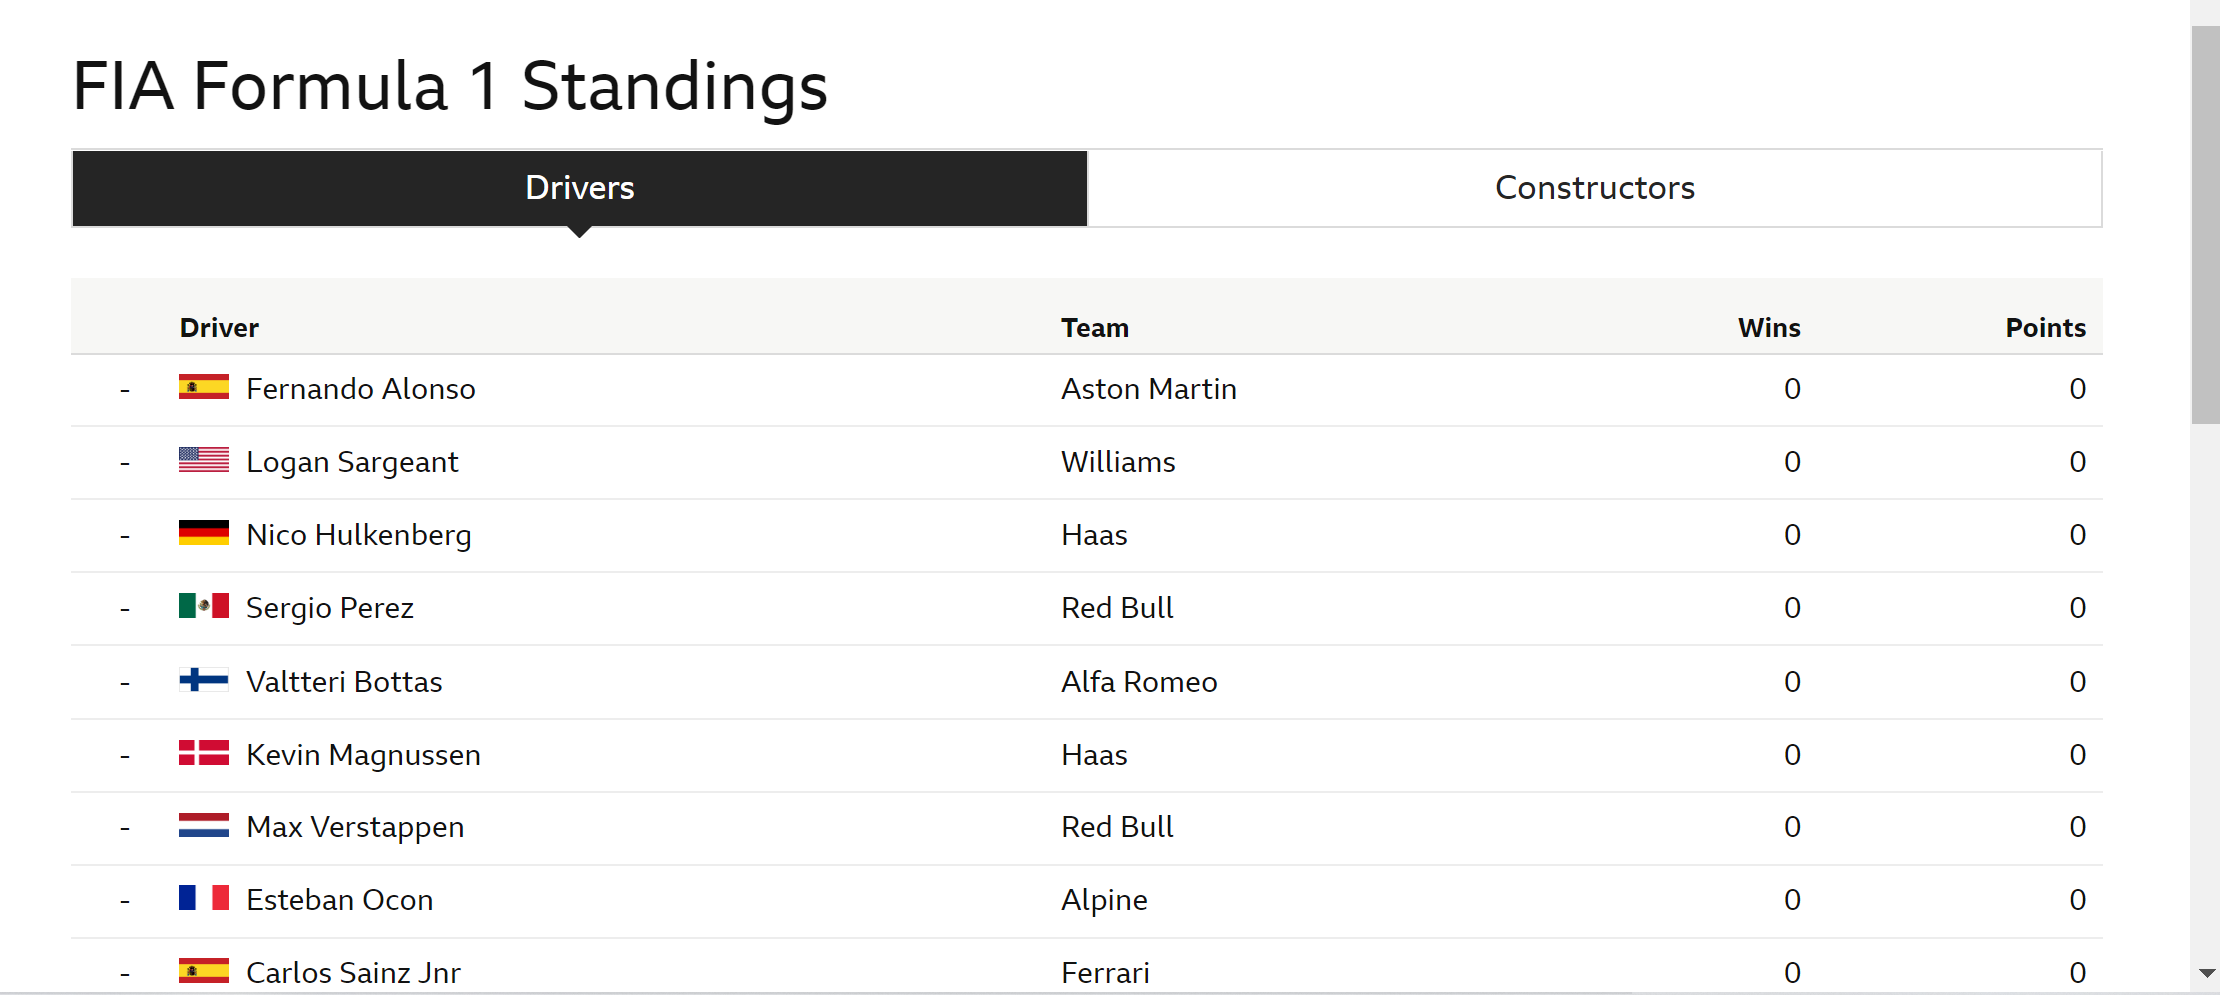 FIA Formula 1 Standings
Drivers Constructors
Driver Team Wins Points
- Fernando Alonso Aston Martin 0 0
- Logan Sargeant Williams 0 0
- Nico Hulkenberg Haas 0 0
- Sergio Perez Red Bull 0 0
- Valtteri Bottas Alfa Romeo 0 0
- Kevin Magnussen Haas 0 0
- Max Verstappen Red Bull 0 0
- Esteban Ocon Alpine 0 0
- Carlos Sainz Jnr Ferrari 0 0